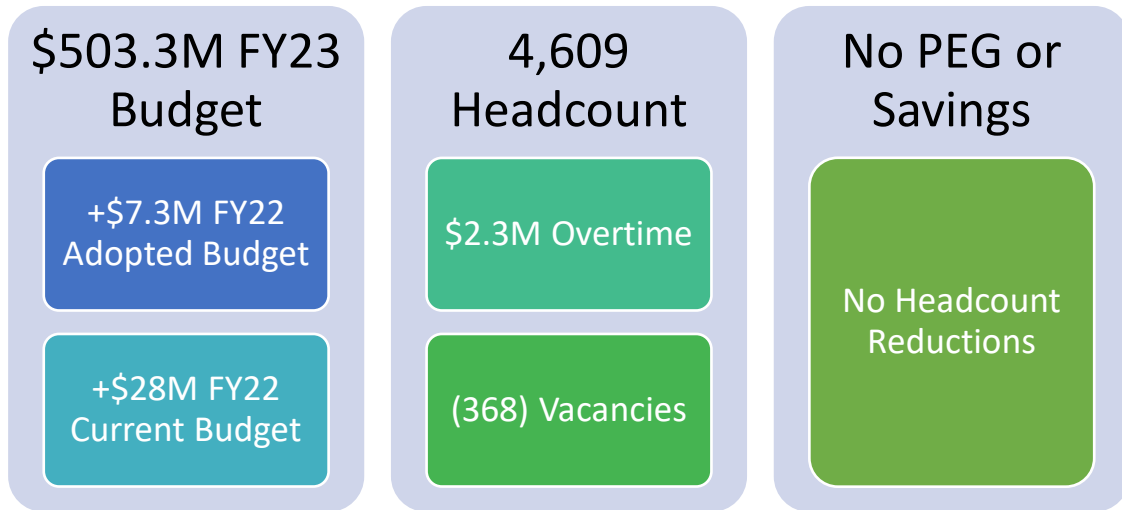 $503.3M FY23
Budget
+$7.3M FY22
Adopted Budget
+$28M FY22
Current Budget
4,609
Headcount
$2.3M Overtime
(368) Vacancies
No PEG or
Savings
No Headcount
Reductions